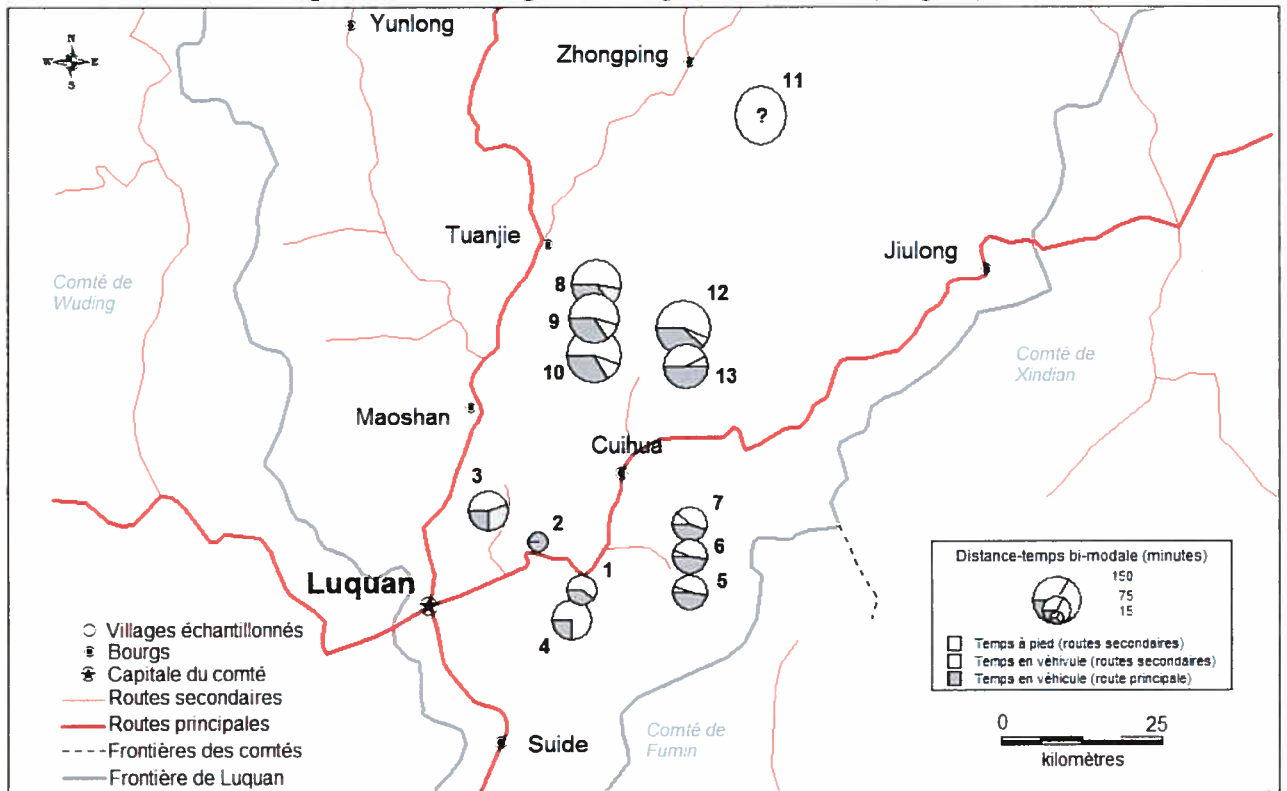 Yunlong
Zhongping
N
W E
S
11
?
Tuanjie
Jiulong
Comté de
Wuding
8
12
9
10
13
Comté de
Xindian
Maoshan
Cuihua
3
7
2
6
1
5
Luquan
4
Distance-temps bi-modale (minutes)
150
75
15
Temps à pied (routes secondaires)
Temps en véhivule (routes secondaires)
Temps en véhicule (route principale)
Villages échantillonnés
Bourgs
Capitale du comté
Routes secondaires
Routes principales
Frontières des comtés
Frontière de Luquan
Suide
Comté de
Fumin
0 25
kilomètres